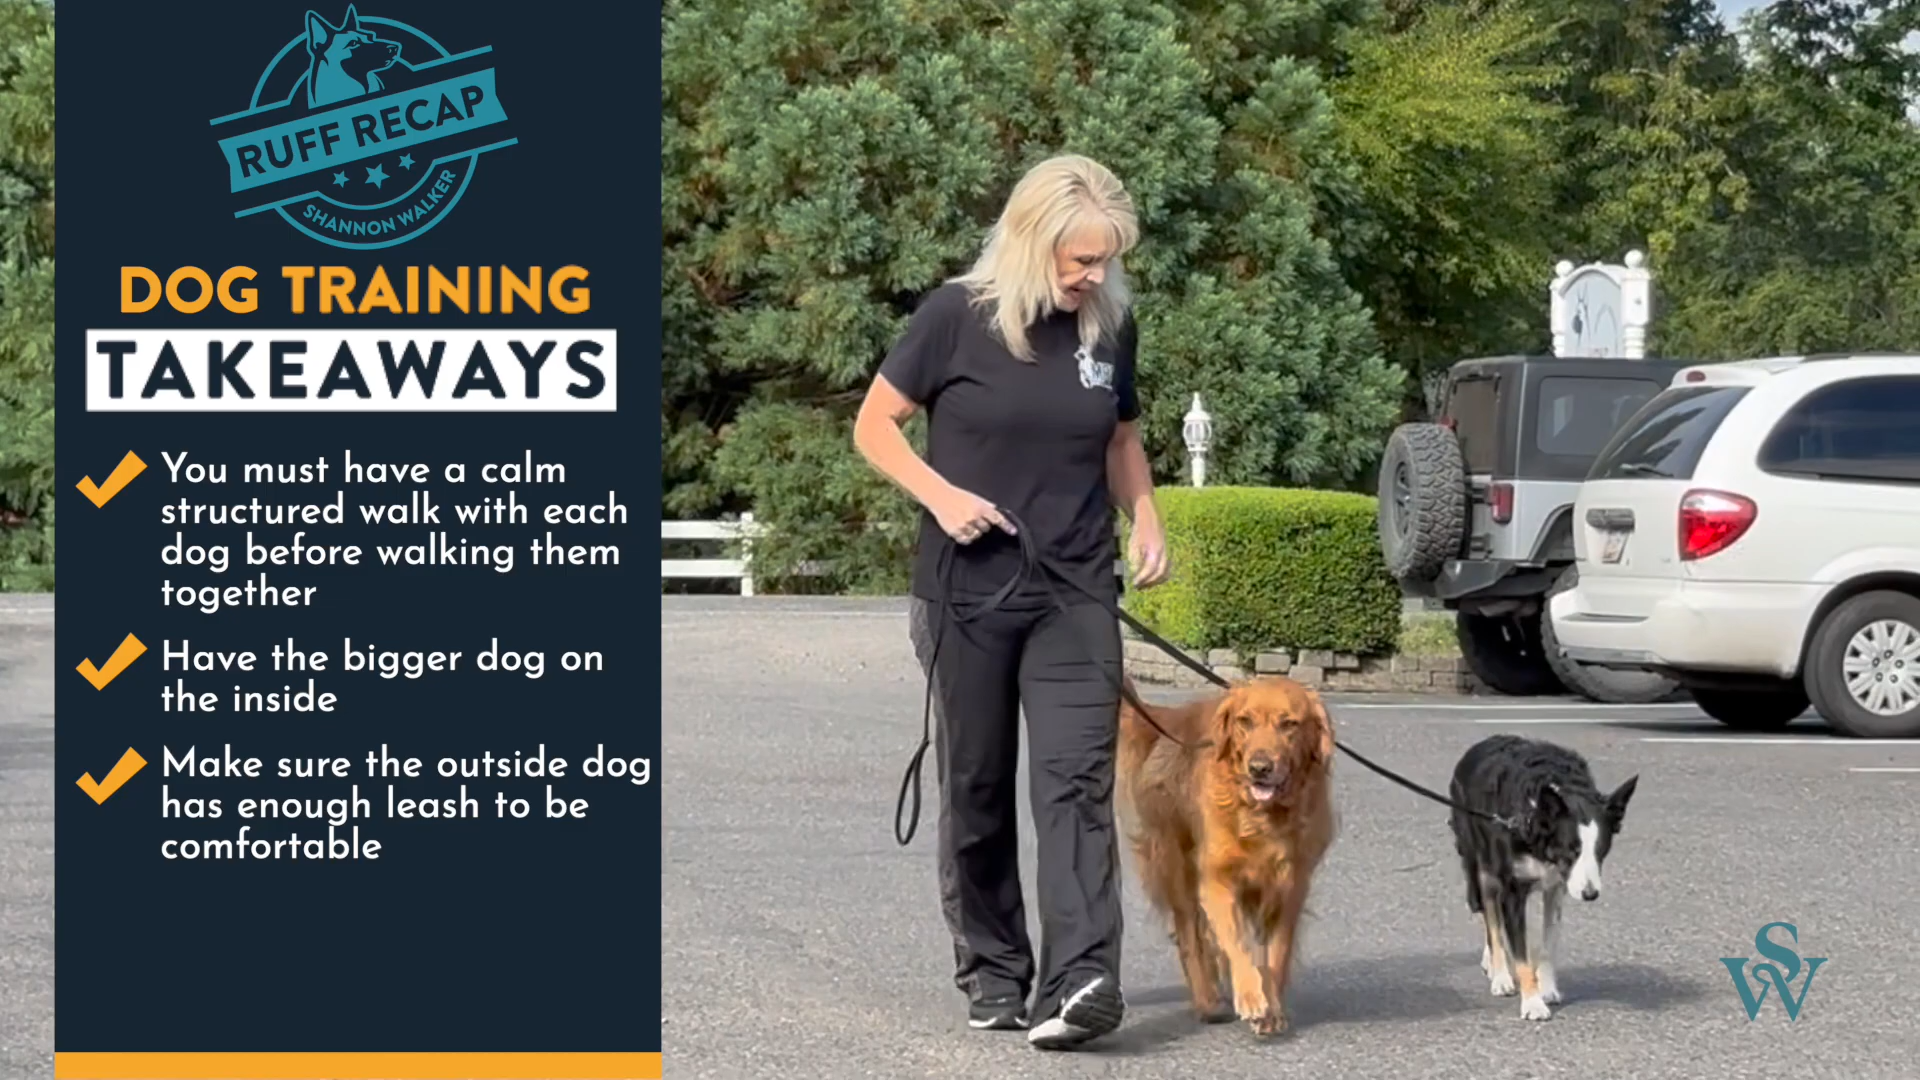 RUFF RECAP
SHANNON WALKER
DOG TRAINING
TAKEAWAYS
You must have a calm
structured walk with each
dog before walking them
together
Have the bigger dog on
the inside
Make sure the outside dog
has enough leash to be
comfortable
SW